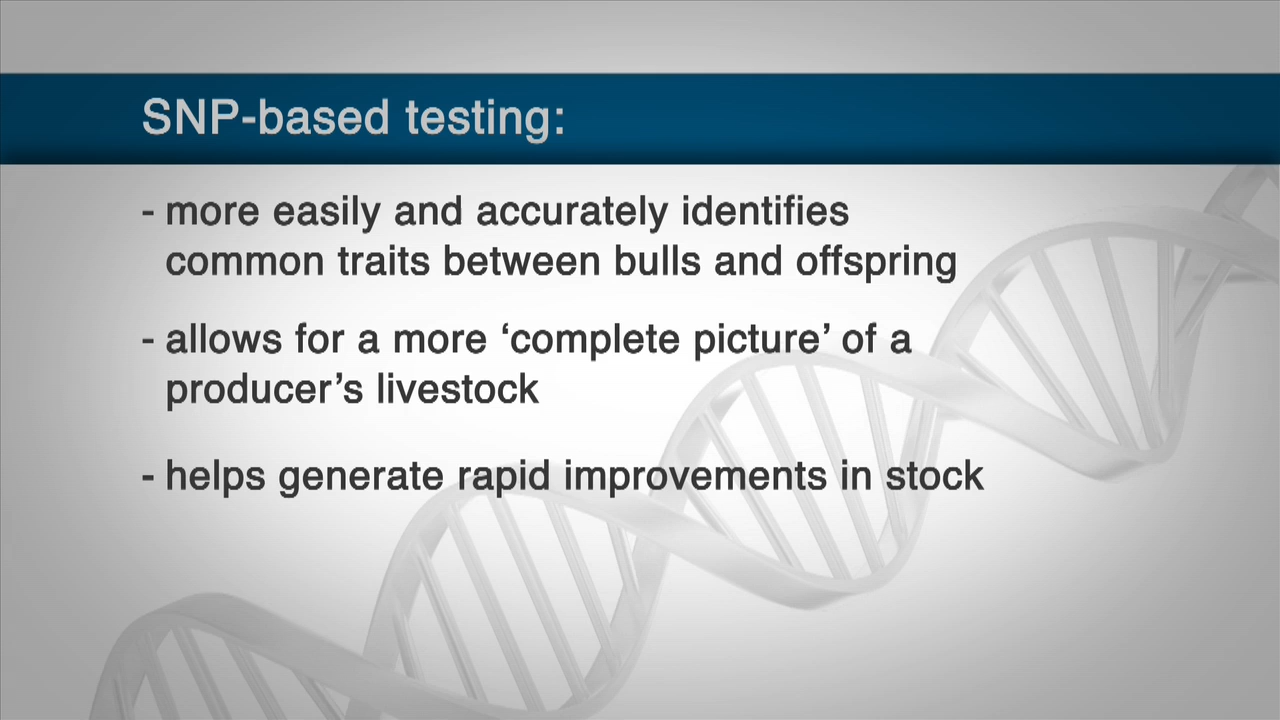 SNP-based testing:
- more easily and accurately identifies
common traits between bulls and offspring
- allows for a more ‘complete picture’ of a
producer’s livestock
- helps generate rapid improvements in stock